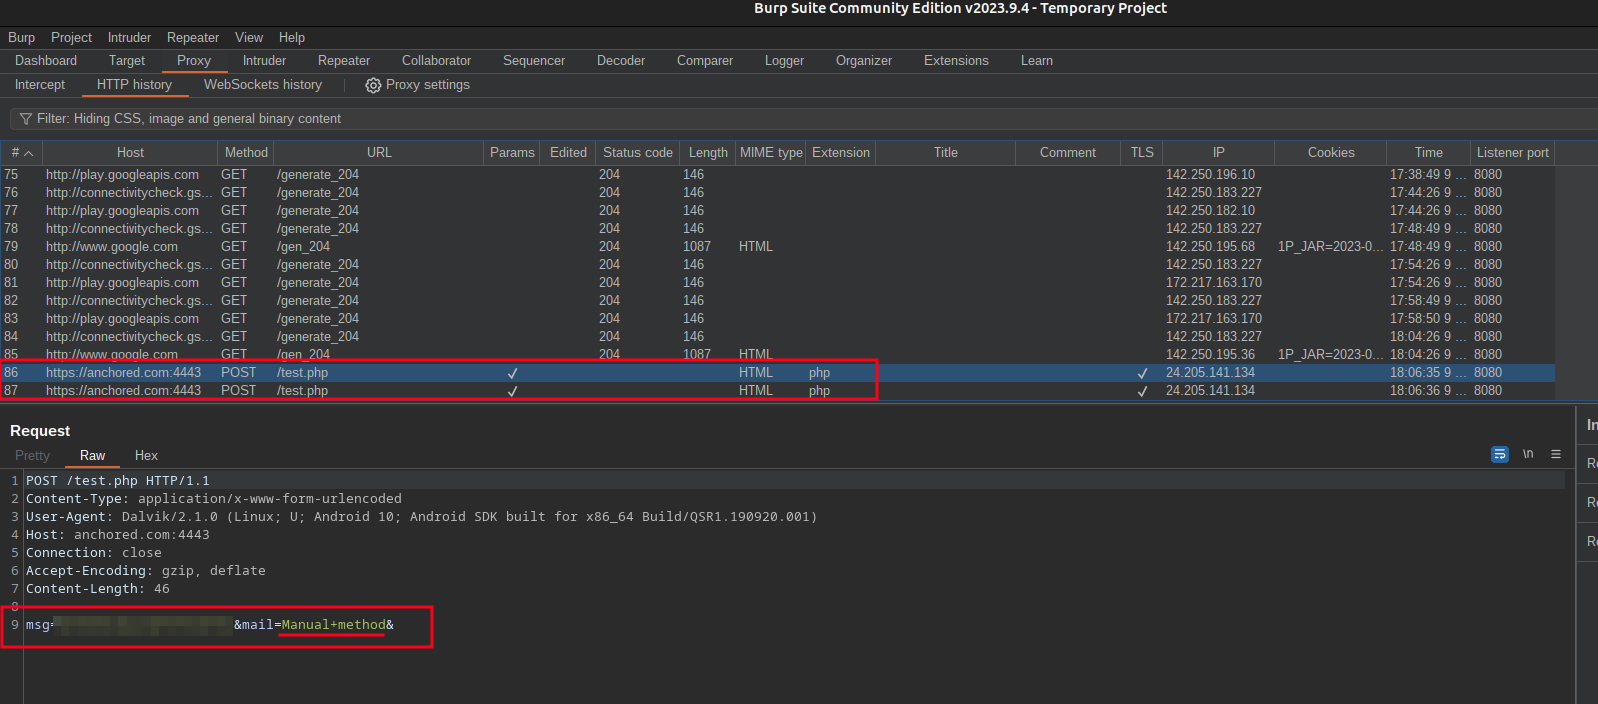 Burp Suite Community Edition v2023.9.4 - Temporary Project
Burp Project Intruder Repeater View Help
Dashboard Target Proxy Intruder Repeater Collaborator Sequencer Decoder Comparer Logger Organizer Extensions Learn
Intercept HTTP history WebSockets history Proxy settings
Filter: Hiding CSS, image and general binary content
# Host Method URL Params Edited Status code Length MIME type Extension Title Comment TLS IP Cookies Time Listener port
75 http://play.googleapis.com GET /generate_204 204 146 142.250.196.10 17:38:49 9 ... 8080
76 http://connectivitycheck.gs... GET /generate_204 204 146 142.250.183.227 17:44:26 9 ... 8080
77 http://play.googleapis.com GET /generate_204 204 146 142.250.182.10 17:44:26 9 ... 8080
78 http://connectivitycheck.gs... GET /generate_204 204 146 142.250.183.227 17:48:49 9 ... 8080
79 http://www.google.com GET /gen_204 204 1087 HTML 142.250.195.68 1P_JAR=2023-0... 17:48:49 9 ... 8080
80 http://connectivitycheck.gs... GET /generate_204 204 146 142.250.183.227 17:54:26 9 ... 8080
81 http://play.googleapis.com GET /generate_204 204 146 172.217.163.170 17:54:26 9 ... 8080
82 http://connectivitycheck.gs... GET /generate_204 204 146 142.250.183.227 17:58:49 9 ... 8080
83 http://play.googleapis.com GET /generate_204 204 146 172.217.163.170 17:58:50 9 ... 8080
84 http://connectivitycheck.gs... GET /generate_204 204 146 142.250.183.227 18:04:26 9 ... 8080
85 http://www.google.com GET /gen_204 204 1087 HTML 142.250.195.36 1P_JAR=2023-0... 18:04:26 9 ... 8080
86 https://anchored.com:4443 POST /test.php ✓ HTML php ✓ 24.205.141.134 18:06:35 9 ... 8080
87 https://anchored.com:4443 POST /test.php ✓ HTML php ✓ 24.205.141.134 18:06:36 9 ... 8080
Request In
Pretty Raw Hex \n Re
1 POST /test.php HTTP/1.1
2 Content-Type: application/x-www-form-urlencoded
3 User-Agent: Dalvik/2.1.0 (Linux; U; Android 10; Android SDK built for x86_64 Build/QSR1.190920.001)
4 Host: anchored.com:4443
5 Connection: close
6 Accept-Encoding: gzip, deflate
7 Content-Length: 46
8
9 msg= &mail=Manual+method&